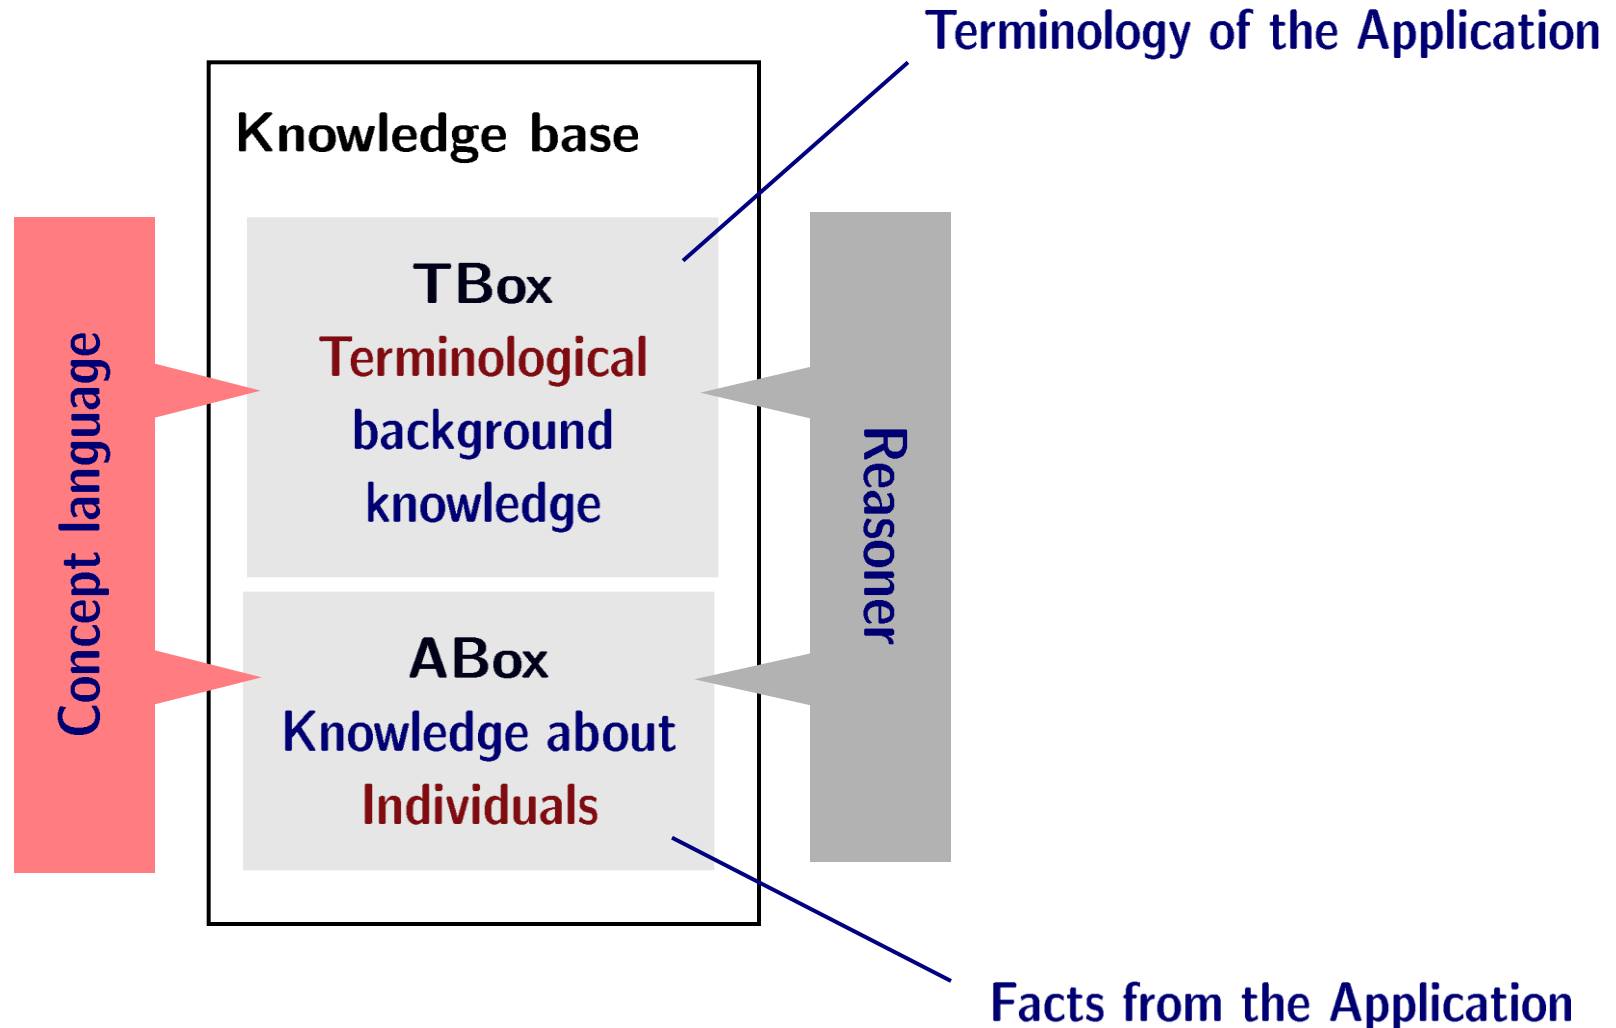 Terminology of the Application
Knowledge base
Concept language
TBox
Terminological
background
knowledge
Reasoner
ABox
Knowledge about
Individuals
Facts from the Application